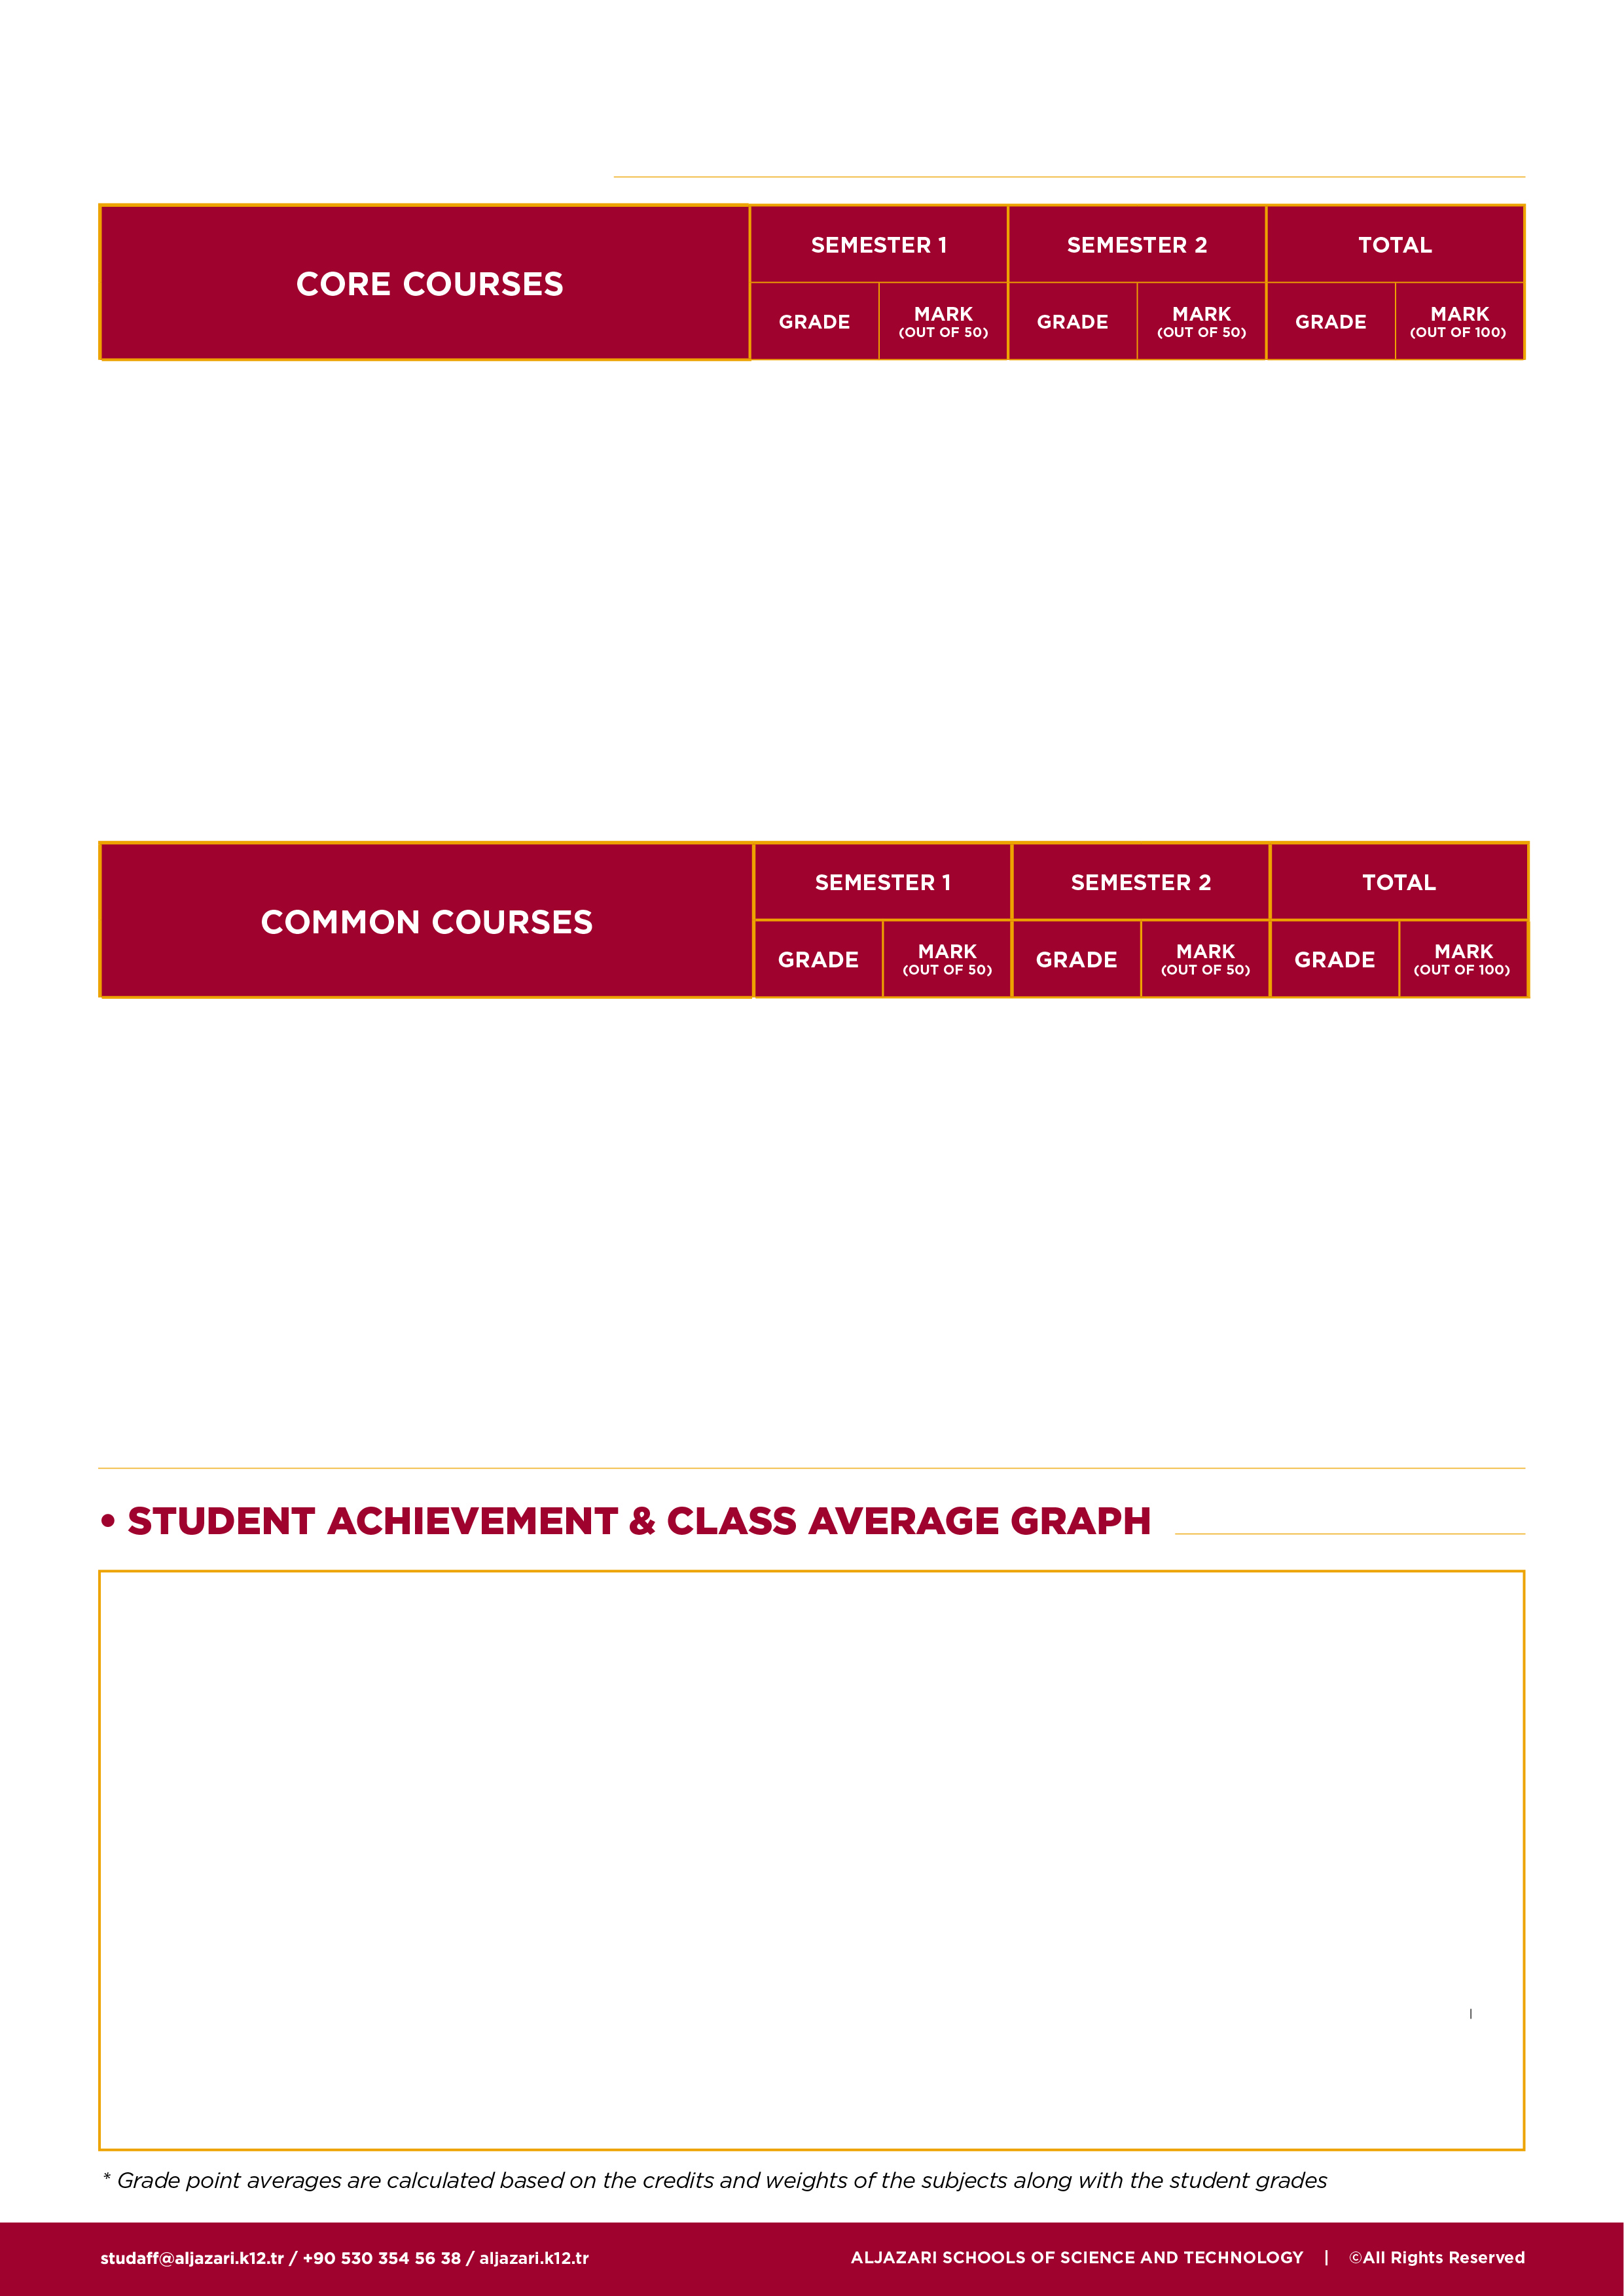 CORE COURSES
SEMESTER 1
SEMESTER 2
TOTAL
GRADE
MARK
(OUT OF 50)
GRADE
MARK
(OUT OF 50)
GRADE
MARK
(OUT OF 100)
COMMON COURSES
SEMESTER 1
SEMESTER 2
TOTAL
GRADE
MARK
(OUT OF 50)
GRADE
MARK
(OUT OF 50)
GRADE
MARK
(OUT OF 100)
• STUDENT ACHIEVEMENT & CLASS AVERAGE GRAPH
* Grade point averages are calculated based on the credits and weights of the subjects along with the student grades
studaff@aljazari.k12.tr / +90 530 354 56 38 / aljazari.k12.tr
ALJAZARI SCHOOLS OF SCIENCE AND TECHNOLOGY | ©All Rights Reserved